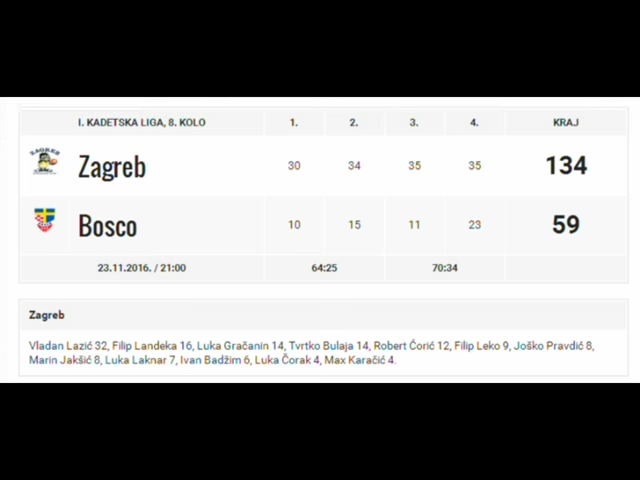 I. KADETSKA LIGA, 8. KOLO 1. 2. 3. 4. KRAJ
ZAGREB
Zagreb 30 34 35 35 134
Bosco 10 15 11 23 59
23.11.2016. / 21:00 64:25 70:34
Zagreb
Vladan Lazić 32, Filip Landeka 16, Luka Gračanin 14, Tvrtko Bulaja 14, Robert Ćorić 12, Filip Leko 9, Joško Pravdić 8,
Marin Jakšić 8, Luka Laknar 7, Ivan Badžim 6, Luka Čorak 4, Max Karačić 4.